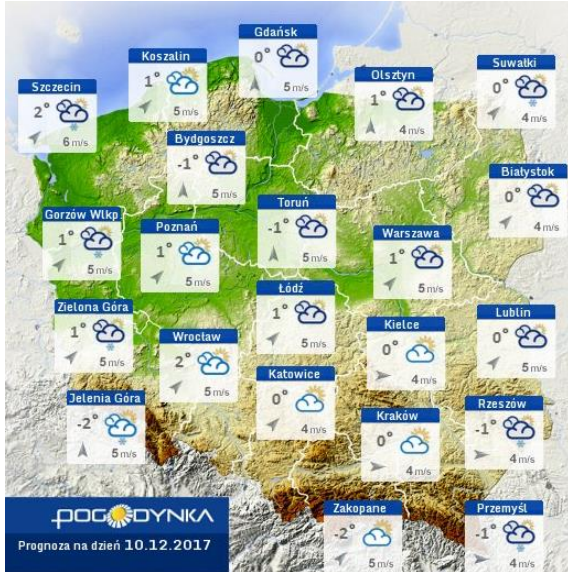 Gdańsk
0°
5 m/s
Koszalin
1°
5 m/s
Suwałki
0°
4 m/s
Olsztyn
1°
4 m/s
Szczecin
2°
6 m/s
Bydgoszcz
-1°
5 m/s
Białystok
0°
4 m/s
Toruń
-1°
5 m/s
Gorzów Wlkp
1°
5 m/s
Poznań
1°
5 m/s
Warszawa
1°
5 m/s
Łódź
1°
5 m/s
Zielona Góra
1°
5 m/s
Lublin
0°
5 m/s
Kielce
0°
4 m/s
Wrocław
2°
5 m/s
Katowice
0°
4 m/s
Jelenia Góra
-2°
5 m/s
Rzeszów
-1°
4 m/s
Kraków
0°
4 m/s
Zakopane
-2°
5 m/s
Przemyśl
-1°
4 m/s
POGODYNKA
Prognoza na dzień 10.12.2017